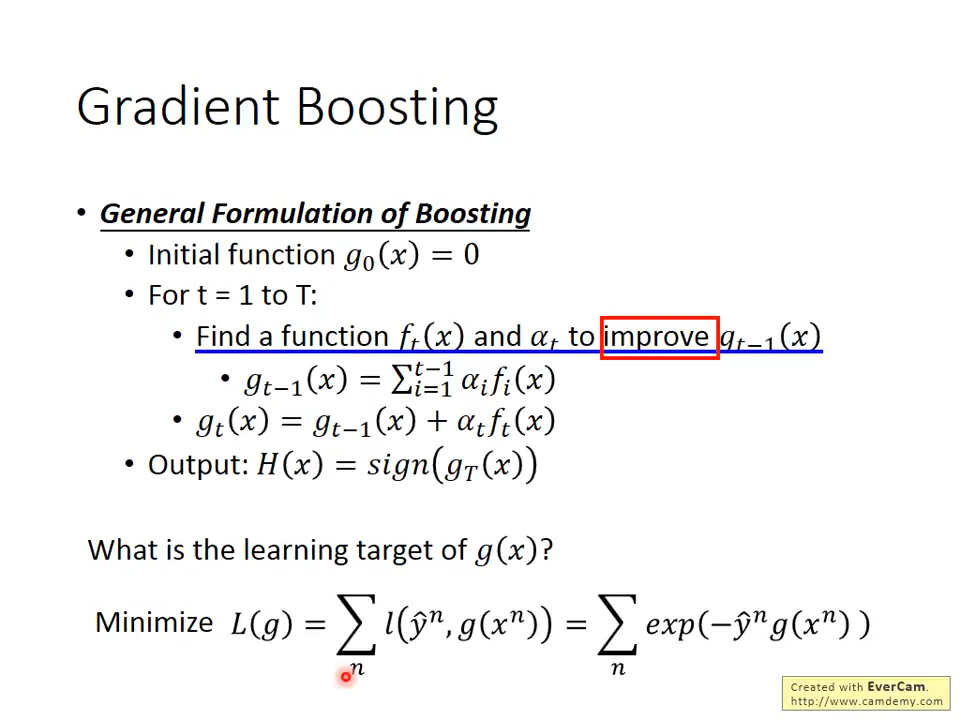 Gradient Boosting
• General Formulation of Boosting
• Initial function g₀(x) = 0
• For t = 1 to T:
• Find a function fₜ(x) and αₜ to improve gₜ₋₁(x)
• gₜ₋₁(x) = ∑ᵢ₌₁ᵗ⁻¹ αᵢfᵢ(x)
• gₜ(x) = gₜ₋₁(x) + αₜfₜ(x)
• Output: H(x) = sign(g_T(x))
What is the learning target of g(x)?
Minimize L(g) = ∑ₙ l(ŷⁿ, g(xⁿ)) = ∑ₙ exp(−ŷⁿg(xⁿ) )
Created with EverCam.
http://www.camdemy.com